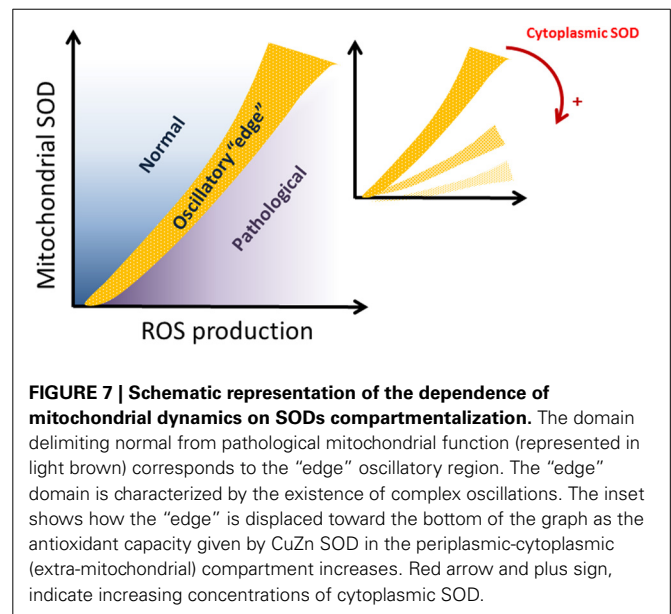 Mitochondrial SOD
Normal
Oscillatory "edge"
Pathological
ROS production
Cytoplasmic SOD
+
FIGURE 7 | Schematic representation of the dependence of
mitochondrial dynamics on SODs compartmentalization. The domain
delimiting normal from pathological mitochondrial function (represented in
light brown) corresponds to the “edge” oscillatory region. The “edge”
domain is characterized by the existence of complex oscillations. The inset
shows how the “edge” is displaced toward the bottom of the graph as the
antioxidant capacity given by CuZn SOD in the periplasmic-cytoplasmic
(extra-mitochondrial) compartment increases. Red arrow and plus sign,
indicate increasing concentrations of cytoplasmic SOD.